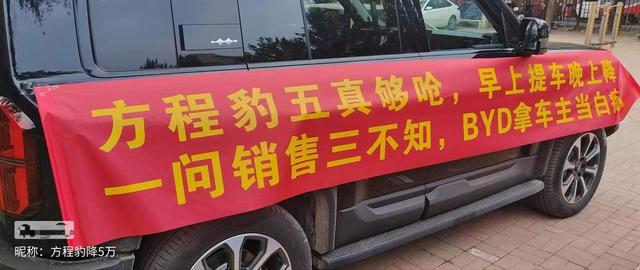 方程豹五真够呛，早上提车晚上降
一问销售三不知，BYD拿车主当白痴
昵称：方程豹降5万